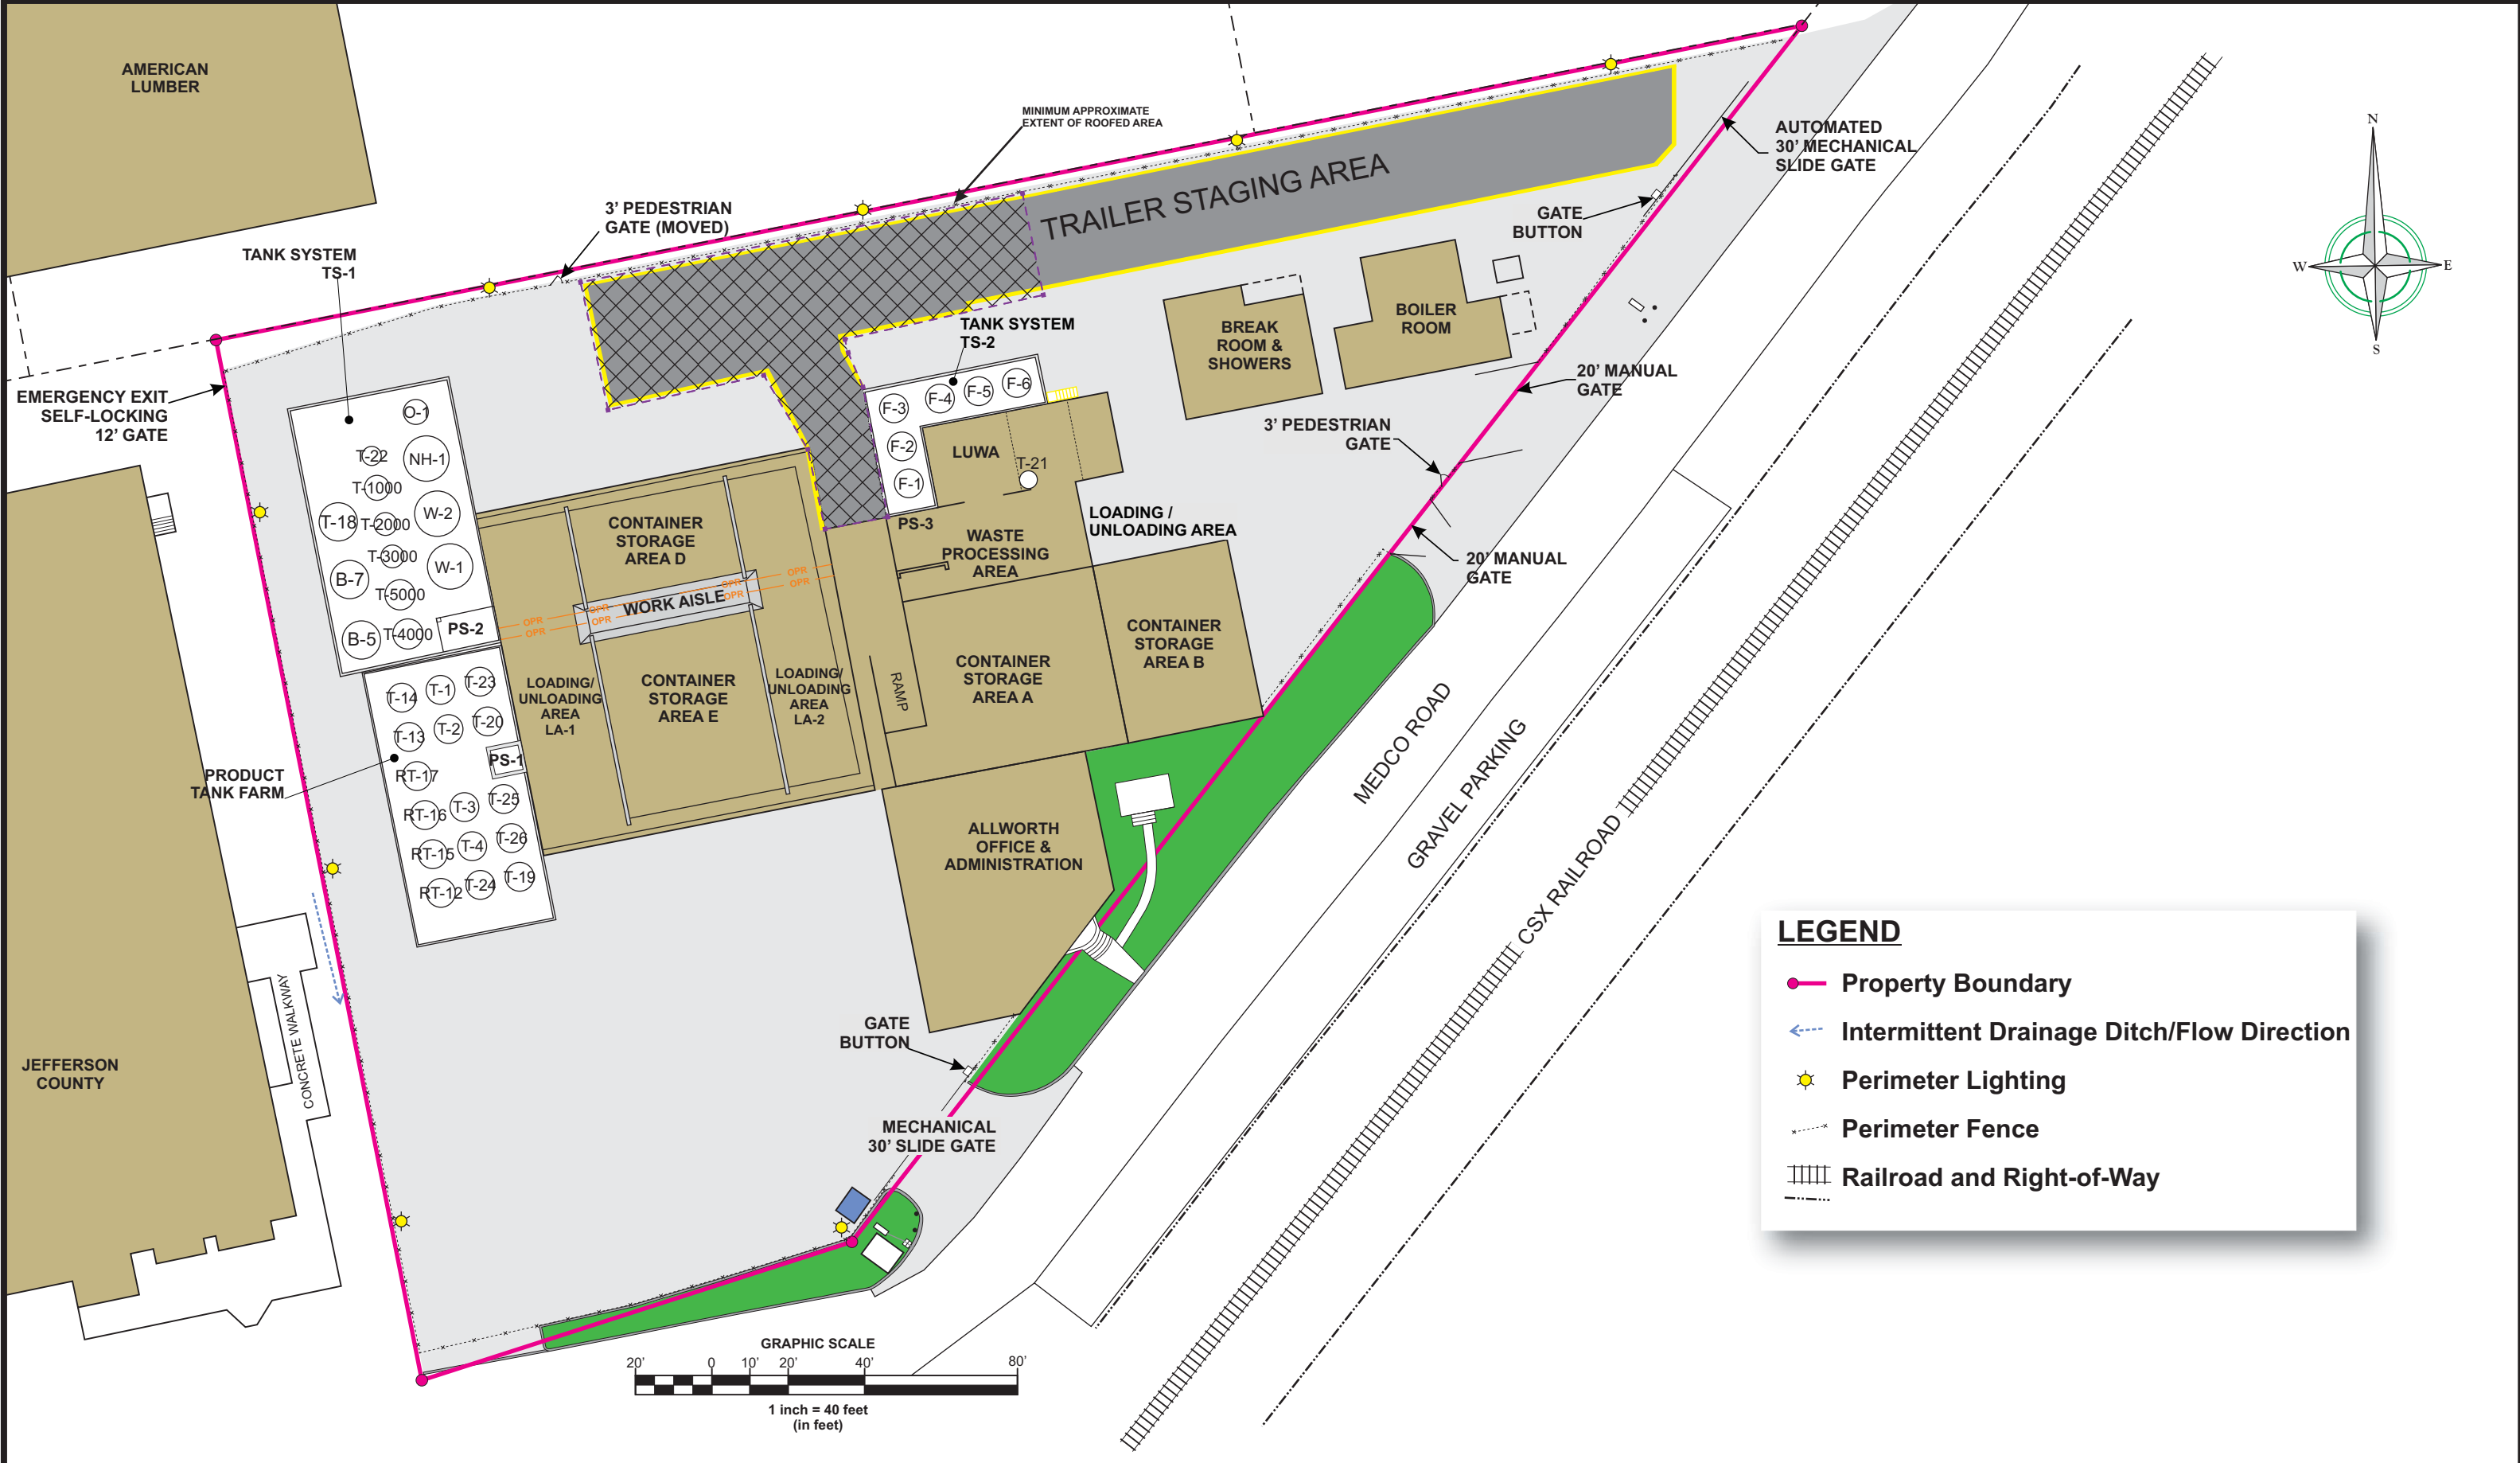 AMERICAN
LUMBER
MINIMUM APPROXIMATE
EXTENT OF ROOFED AREA
AUTOMATED
30’ MECHANICAL
SLIDE GATE
N
W
E
S
3’ PEDESTRIAN
GATE (MOVED)
TRAILER STAGING AREA
GATE
BUTTON
TANK SYSTEM
TS-1
TANK SYSTEM
TS-2
BREAK
ROOM &
SHOWERS
BOILER
ROOM
EMERGENCY EXIT
SELF-LOCKING
12’ GATE
20’ MANUAL
GATE
3’ PEDESTRIAN
GATE
O-1
T-22
NH-1
T-1000
T-18
T-2000
W-2
T-3000
W-1
B-7
T-5000
B-5
T-4000
PS-2
F-3
F-4
F-5
F-6
F-2
F-1
LUWA
T-21
PS-3
LOADING /
UNLOADING AREA
WASTE
PROCESSING
AREA
20’ MANUAL
GATE
CONTAINER
STORAGE
AREA D
OPR
OPR
OPR
OPR
WORK AISLE
OPR
OPR
OPR
OPR
LOADING/
UNLOADING
AREA
LA-1
CONTAINER
STORAGE
AREA E
LOADING/
UNLOADING
AREA
LA-2
RAMP
CONTAINER
STORAGE
AREA A
CONTAINER
STORAGE
AREA B
T-14
T-1
T-23
T-13
T-2
T-20
PS-1
RT-17
RT-16
T-3
T-25
RT-15
T-4
T-26
RT-12
T-24
T-19
PRODUCT
TANK FARM
ALLWORTH
OFFICE &
ADMINISTRATION
MEDCO ROAD
GRAVEL PARKING
CSX RAILROAD
JEFFERSON
COUNTY
CONCRETE WALKWAY
GATE
BUTTON
MECHANICAL
30’ SLIDE GATE
LEGEND
Property Boundary
Intermittent Drainage Ditch/Flow Direction
Perimeter Lighting
Perimeter Fence
Railroad and Right-of-Way
GRAPHIC SCALE
20’ 0 10’ 20’ 40’ 80’
1 inch = 40 feet
(in feet)